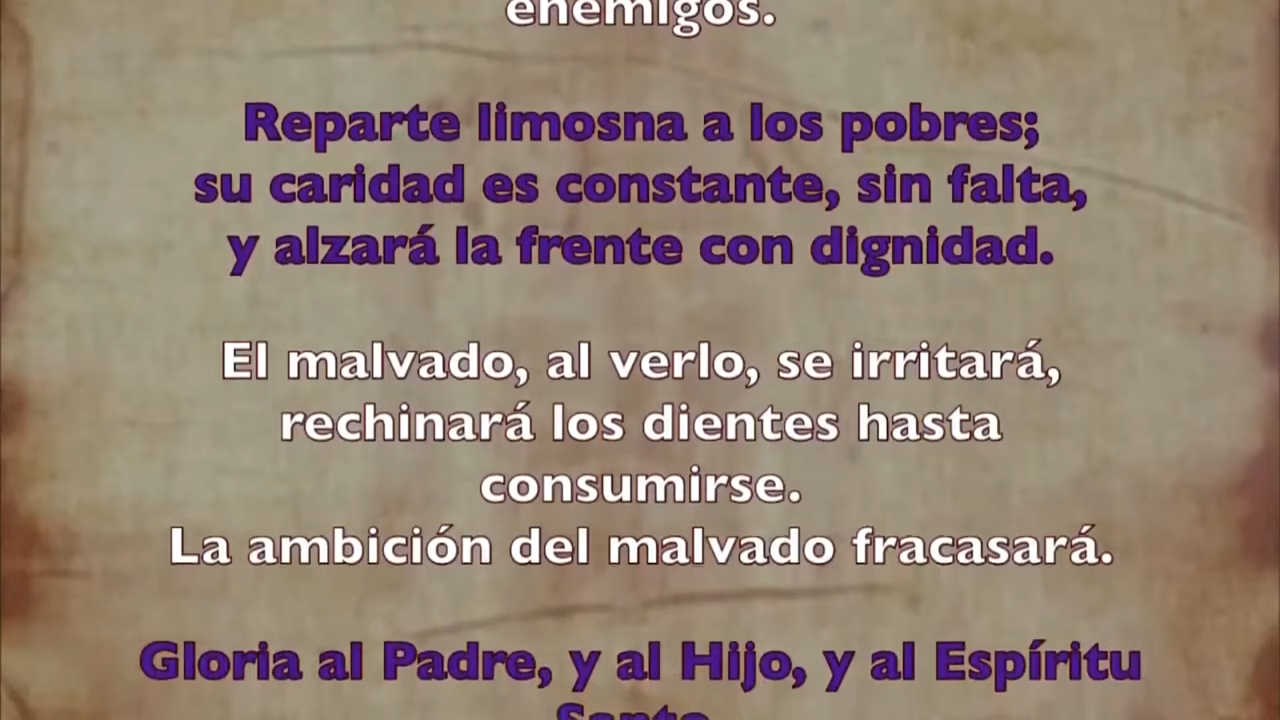 enemigos.
Reparte limosna a los pobres;
su caridad es constante, sin falta,
y alzará la frente con dignidad.
El malvado, al verlo, se irritará,
rechinará los dientes hasta
consumirse.
La ambición del malvado fracasará.
Gloria al Padre, y al Hijo, y al Espíritu
Santo.